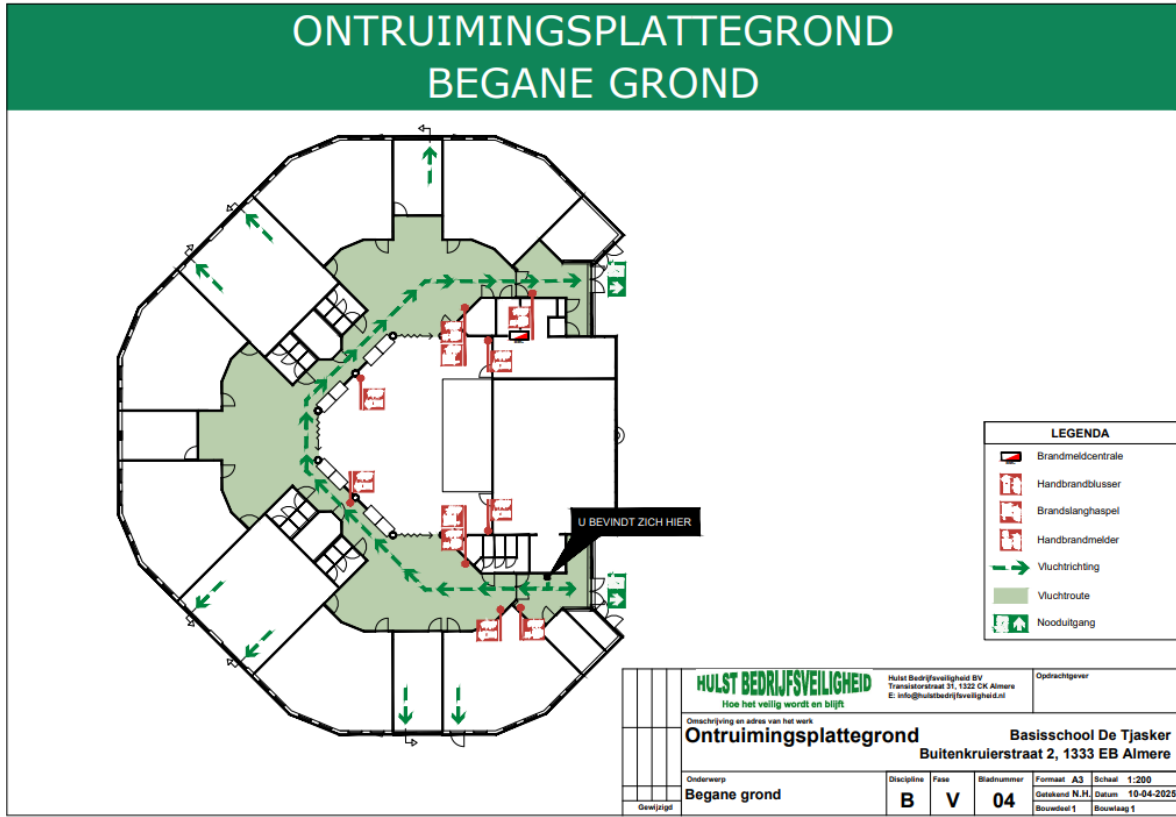 ONTRUIMINGSPLATTEGROND
BEGANE GROND
U BEVINDT ZICH HIER
LEGENDA
Brandmeldcentrale
Handbrandblusser
Brandslanghaspel
Handbrandmelder
Vluchtrichting
Vluchtroute
Nooduitgang
HULST BEDRIJFSVEILIGHEID
Hoe het veilig wordt en blijft
Hulst Bedrijfsveiligheid BV
Transistorstraat 31, 1322 CK Almere
E: info@hulstbedrijfsveiligheid.nl
Opdrachtgever
Omschrijving en adres van het werk
Ontruimingsplattegrond
Basisschool De Tjasker
Buitenkruierstraat 2, 1333 EB Almere
Onderwerp
Begane grond
Discipline
B
Fase
V
Bladnummer
04
Formaat A3
Schaal 1:200
Getekend N.H.
Datum 10-04-2025
Bouwdeel 1
Bouwlaag 1
Gewijzigd